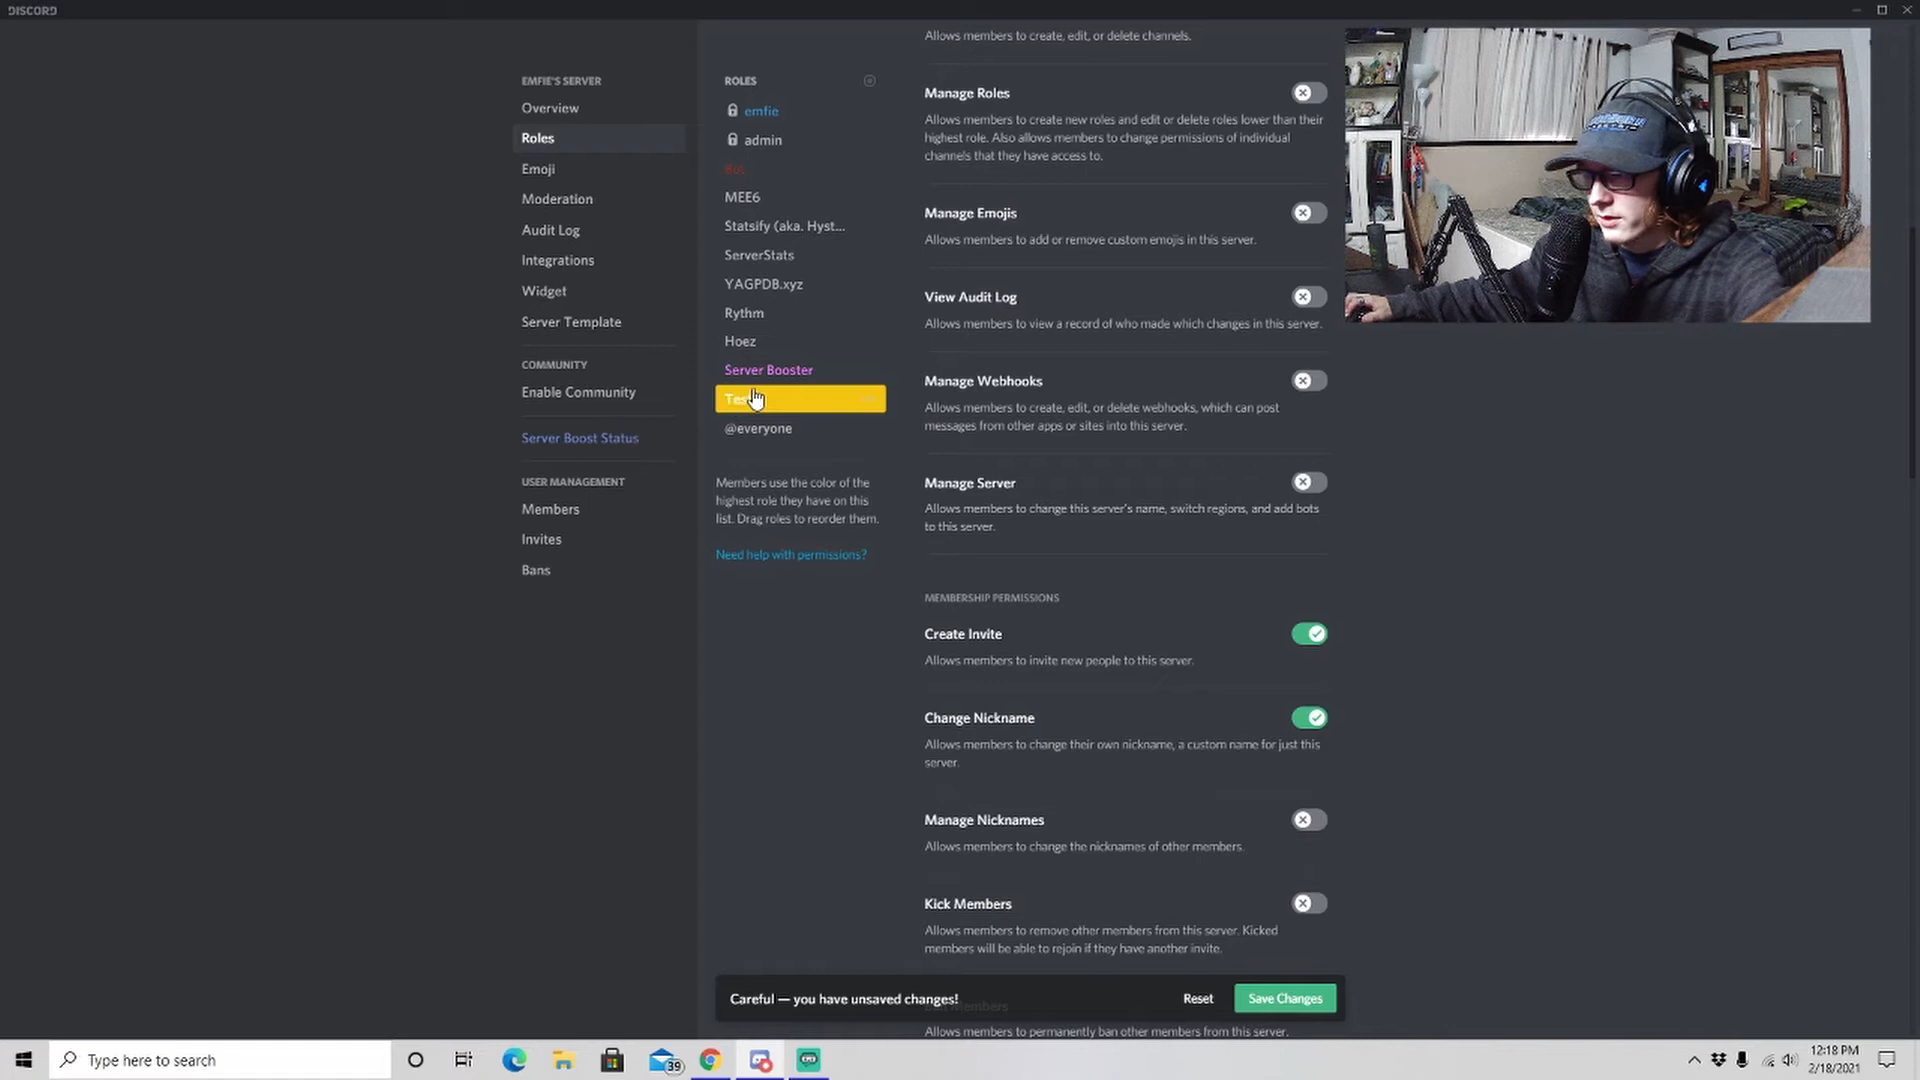 DISCORD
EMFIE'S SERVER
Overview
Roles
Emoji
Moderation
Audit Log
Integrations
Widget
Server Template
COMMUNITY
Enable Community
Server Boost Status
USER MANAGEMENT
Members
Invites
Bans
ROLES
emfie
admin
Bot
MEE6
Statsify (aka. Hyst...
ServerStats
YAGPDB.xyz
Rythm
Hoez
Server Booster
@everyone
Members use the color of the
highest role they have on this
list. Drag roles to reorder them.
Need help with permissions?
Allows members to create, edit, or delete channels.
Manage Roles
Allows members to create new roles and edit or delete roles lower than their
highest role. Also allows members to change permissions of individual
channels that they have access to.
Manage Emojis
Allows members to add or remove custom emojis in this server.
View Audit Log
Allows members to view a record of who made which changes in this server.
Manage Webhooks
Allows members to create, edit, or delete webhooks, which can post
messages from other apps or sites into this server.
Manage Server
Allows members to change this server's name, switch regions, and add bots
to this server.
MEMBERSHIP PERMISSIONS
Create Invite
Allows members to invite new people to this server.
Change Nickname
Allows members to change their own nickname, a custom name for just this
server.
Manage Nicknames
Allows members to change the nicknames of other members.
Kick Members
Allows members to remove other members from this server. Kicked
members will be able to rejoin if they have another invite.
Careful — you have unsaved changes!
Reset
Save Changes
Allows members to permanently ban other members from this server.
Type here to search
39
12:18 PM
2/18/2021